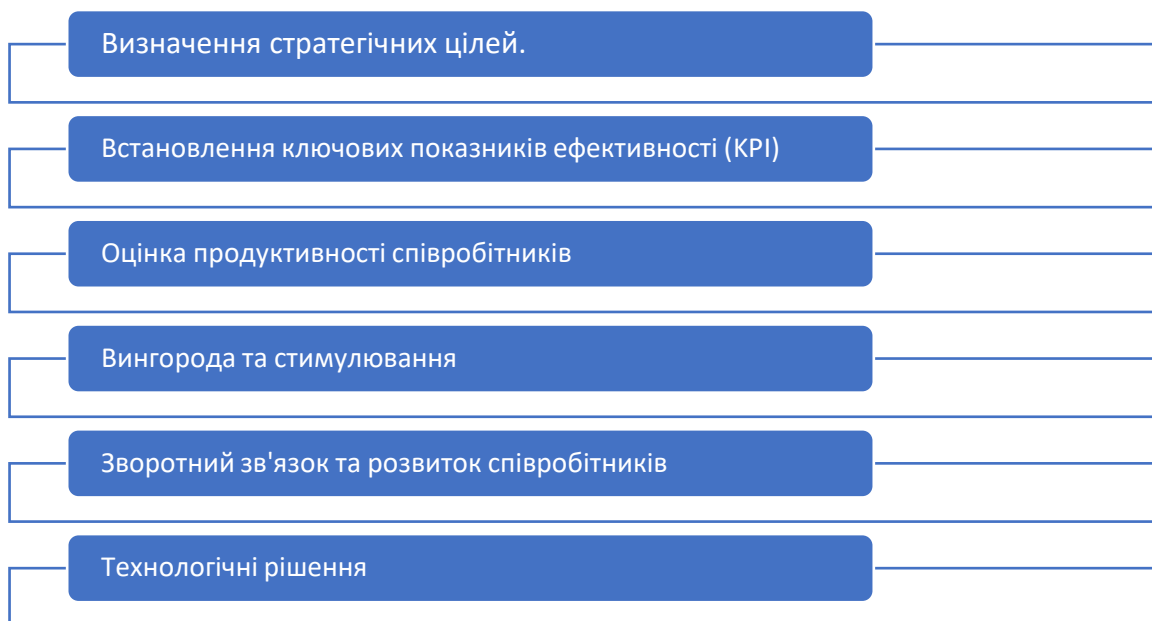 Визначення стратегічних цілей.
Встановлення ключових показників ефективності (KPI)
Оцінка продуктивності співробітників
Вингорода та стимулювання
Зворотний зв'язок та розвиток співробітників
Технологічні рішення